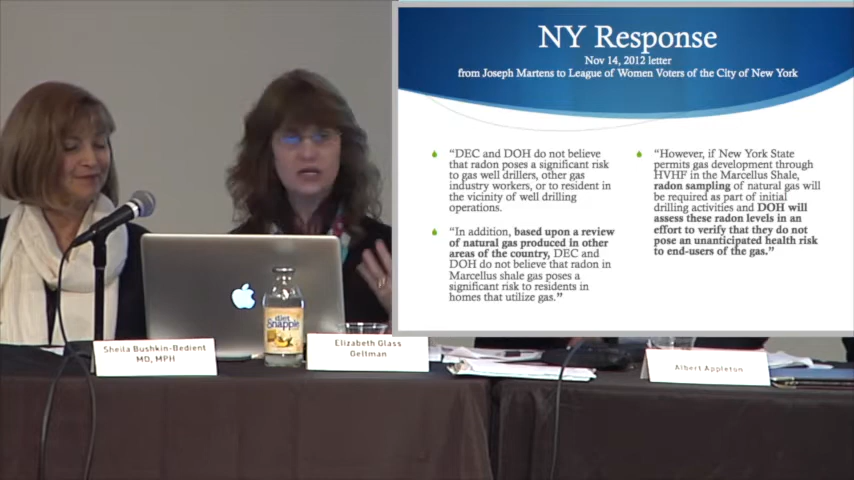 NY Response
Nov 14, 2012 letter
from Joseph Martens to League of Women Voters of the City of New York
“DEC and DOH do not believe
that radon poses a significant risk
to gas well drillers, other gas
industry workers, or to resident in
the vicinity of well drilling
operations.
“In addition, based upon a review
of natural gas produced in other
areas of the country, DEC and
DOH do not believe that radon in
Marcellus shale gas poses a
significant risk to residents in
homes that utilize gas.”
“However, if New York State
permits gas development through
HVHF in the Marcellus Shale,
radon sampling of natural gas will
be required as part of initial
drilling activities and DOH will
assess these radon levels in an
effort to verify that they do not
pose an unanticipated health risk
to end-users of the gas.”
diet
Snapple
Sheila Bushkin-Bedient
MD, MPH
Elizabeth Glass
Geltman
Albert Appleton